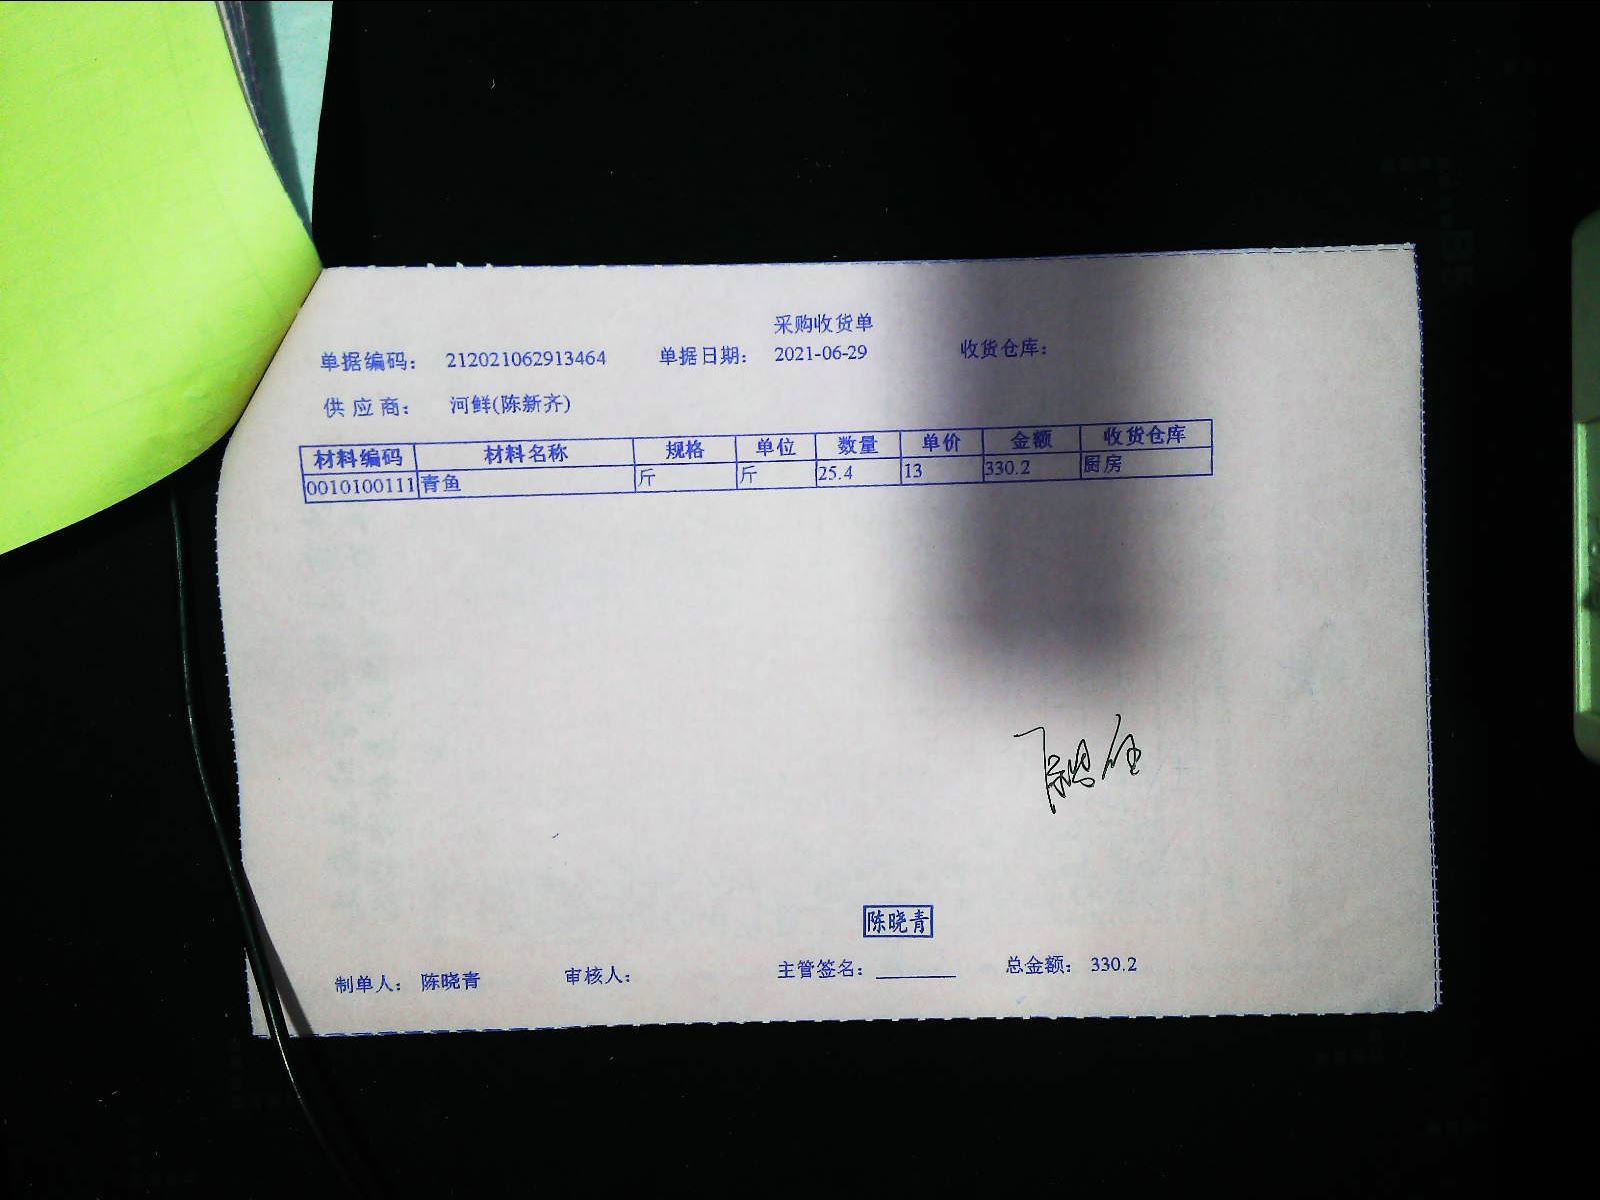 采购收货单
单据编码： 212021062913464 单据日期： 2021-06-29 收货仓库：
供 应 商： 河鲜(陈新齐)
材料编码 材料名称 规格 单位 数量 单价 金额 收货仓库
0010100111 青鱼 斤 斤 25.4 13 330.2 厨房
陈晓青
制单人： 陈晓青 审核人： 主管签名： 总金额： 330.2